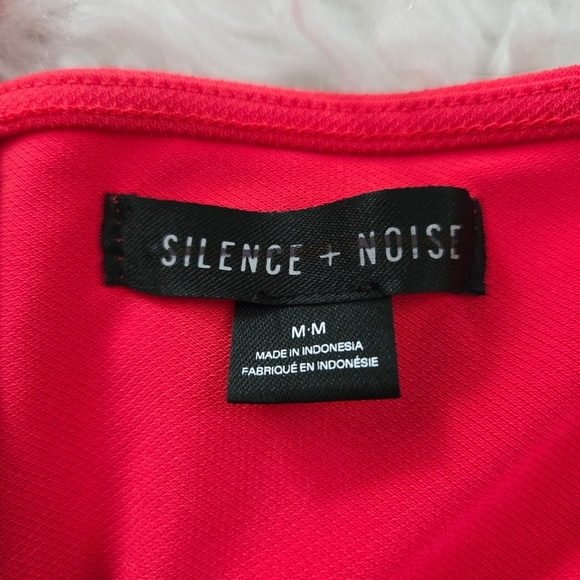 SILENCE + NOISE
M·M
MADE IN INDONESIA
FABRIQUÉ EN INDONÉSIE